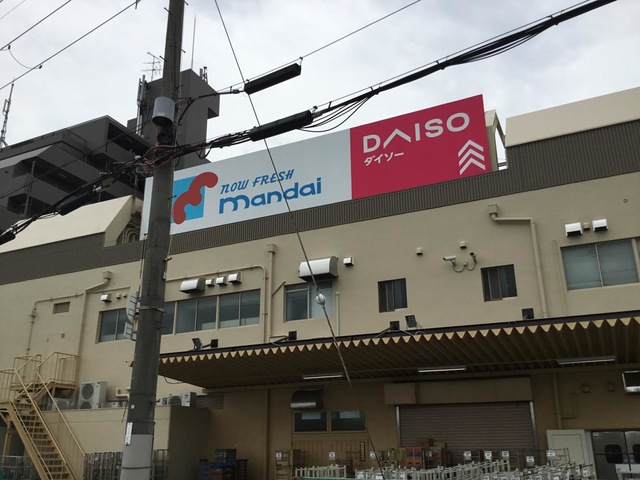 now FRESH
mandai
DAISO
ダイソー